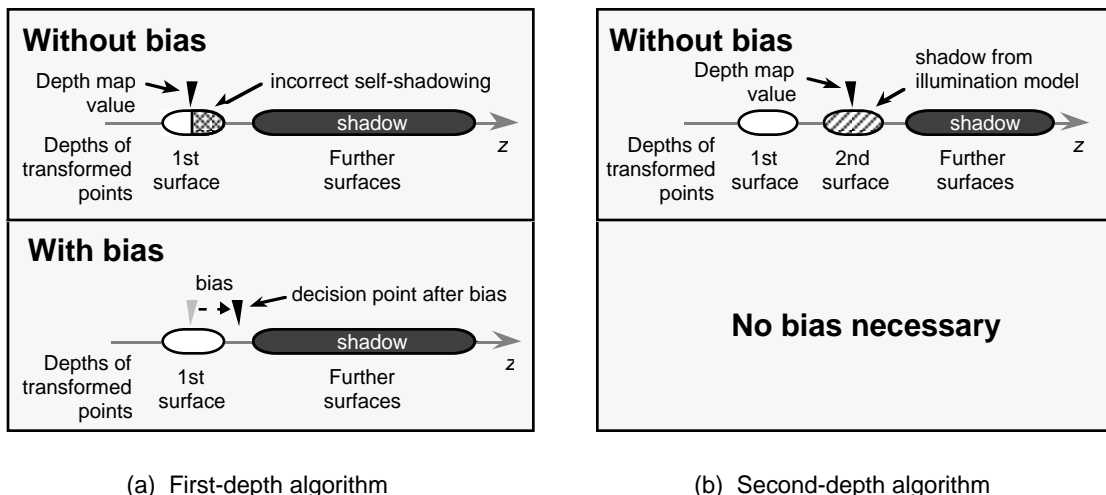 Without bias
Depth map
value
incorrect self-shadowing
shadow
z
Depths of
transformed
points
1st
surface
Further
surfaces
With bias
bias
decision point after bias
shadow
z
Depths of
transformed
points
1st
surface
Further
surfaces
(a) First-depth algorithm
Without bias
Depth map
value
shadow from
illumination model
shadow
z
Depths of
transformed
points
1st
surface
2nd
surface
Further
surfaces
No bias necessary
(b) Second-depth algorithm